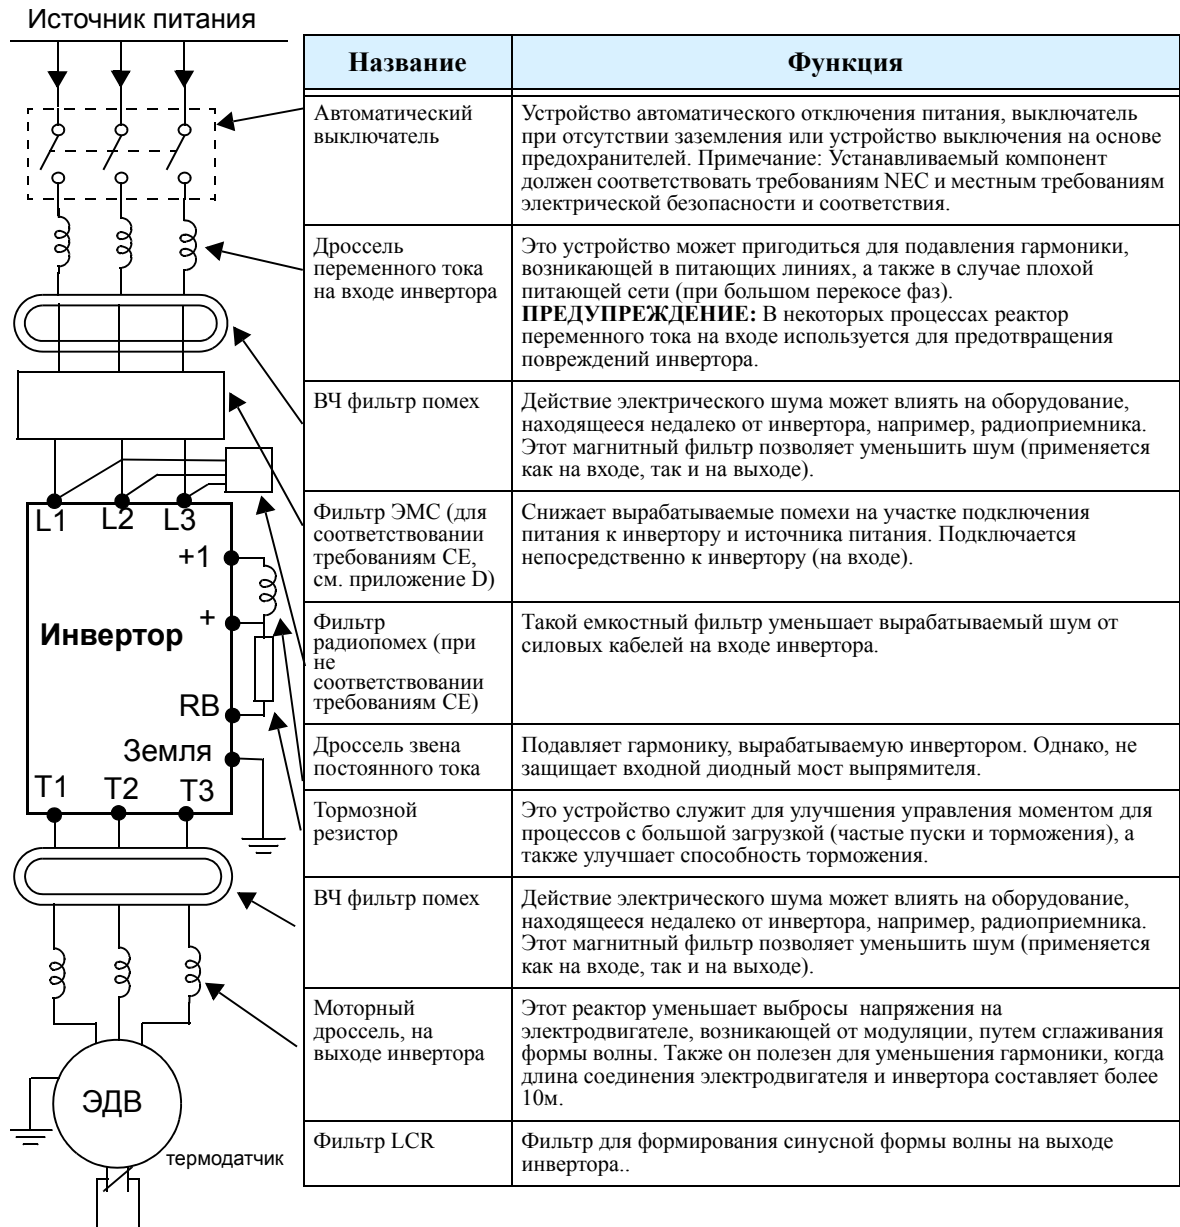 Источник питания
Название
Функция
Автоматический
выключатель
Устройство автоматического отключения питания, выключатель
при отсутствии заземления или устройство выключения на основе
предохранителей. Примечание: Устанавливаемый компонент
должен соответствовать требованиям NEC и местным требованиям
электрической безопасности и соответствия.
Дроссель
переменного тока
на входе инвертора
Это устройство может пригодиться для подавления гармоники,
возникающей в питающих линиях, а также в случае плохой
питающей сети (при большом перекосе фаз).
ПРЕДУПРЕЖДЕНИЕ: В некоторых процессах реактор
переменного тока на входе используется для предотвращения
повреждений инвертора.
ВЧ фильтр помех
Действие электрического шума может влиять на оборудование,
находящееся недалеко от инвертора, например, радиоприемника.
Этот магнитный фильтр позволяет уменьшить шум (применяется
как на входе, так и на выходе).
Фильтр ЭМС (для
соответствовании
требованиям CE,
см. приложение D)
Снижает вырабатываемые помехи на участке подключения
питания к инвертору и источника питания. Подключается
непосредственно к инвертору (на входе).
Фильтр
радиопомех (при
не
соответствовании
требованиям CE)
Такой емкостный фильтр уменьшает вырабатываемый шум от
силовых кабелей на входе инвертора.
Дроссель звена
постоянного тока
Подавляет гармонику, вырабатываемую инвертором. Однако, не
защищает входной диодный мост выпрямителя.
Тормозной
резистор
Это устройство служит для улучшения управления моментом для
процессов с большой загрузкой (частые пуски и торможения), а
также улучшает способность торможения.
ВЧ фильтр помех
Действие электрического шума может влиять на оборудование,
находящееся недалеко от инвертора, например, радиоприемника.
Этот магнитный фильтр позволяет уменьшить шум (применяется
как на входе, так и на выходе).
Моторный
дроссель, на
выходе инвертора
Этот реактор уменьшает выбросы  напряжения на
электродвигателе, возникающей от модуляции, путем сглаживания
формы волны. Также он полезен для уменьшения гармоники, когда
длина соединения электродвигателя и инвертора составляет более
10м.
Фильтр LCR
Фильтр для формирования синусной формы волны на выходе
инвертора..
L1 L2 L3
+1
+
Инвертор
RB
Земля
T1 T2 T3
ЭДВ
термодатчик